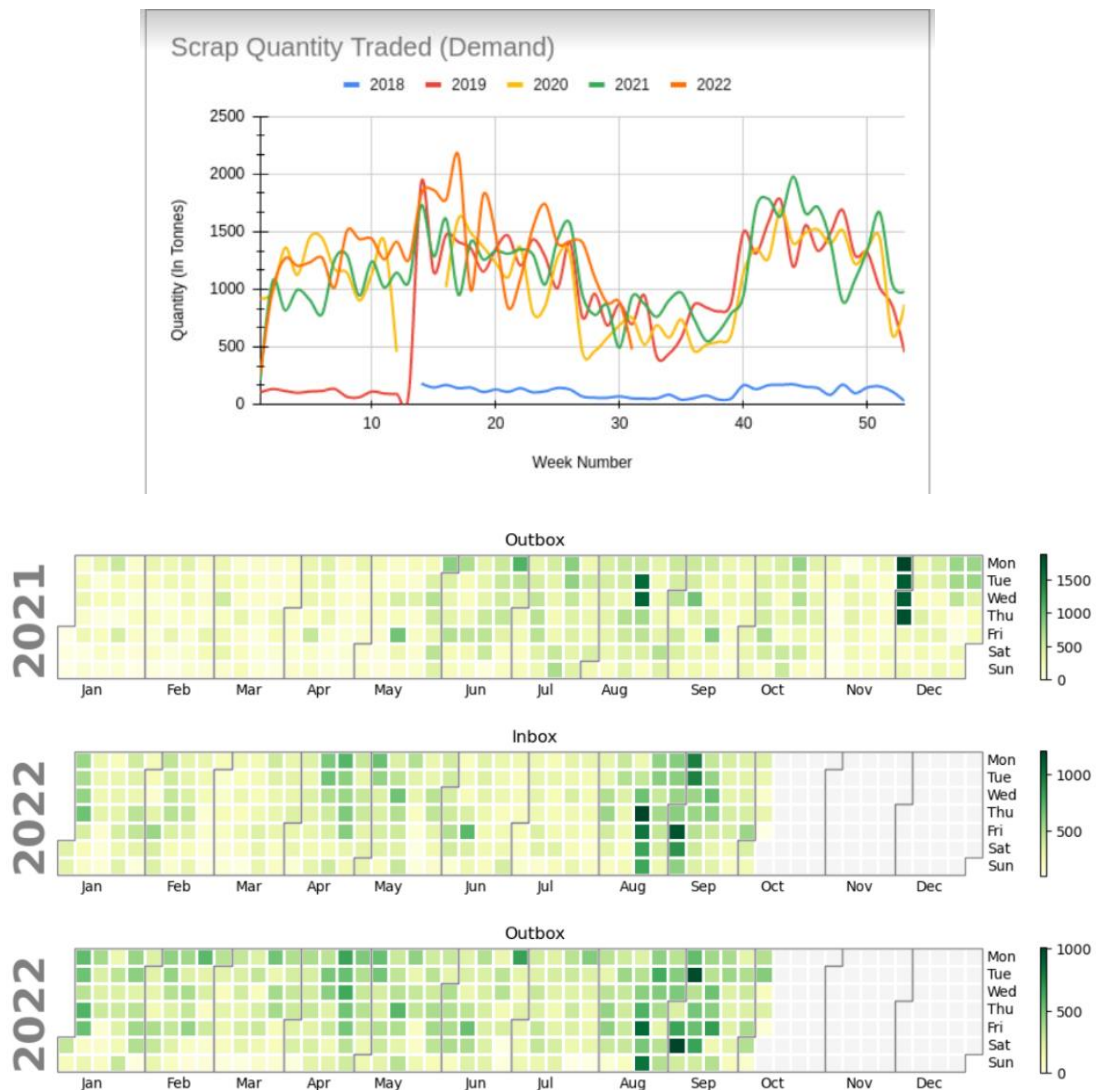 Scrap Quantity Traded (Demand)
2018 2019 2020 2021 2022
2500
2000
1500
1000
500
0
Quantity (In Tonnes)
10 20 30 40 50
Week Number
Outbox
2021
Mon
Tue
Wed
Thu
Fri
Sat
Sun
1500
1000
500
0
Jan Feb Mar Apr May Jun Jul Aug Sep Oct Nov Dec
Inbox
2022
Mon
Tue
Wed
Thu
Fri
Sat
Sun
1000
500
Jan Feb Mar Apr May Jun Jul Aug Sep Oct Nov Dec
Outbox
2022
Mon
Tue
Wed
Thu
Fri
Sat
Sun
1000
500
0
Jan Feb Mar Apr May Jun Jul Aug Sep Oct Nov Dec